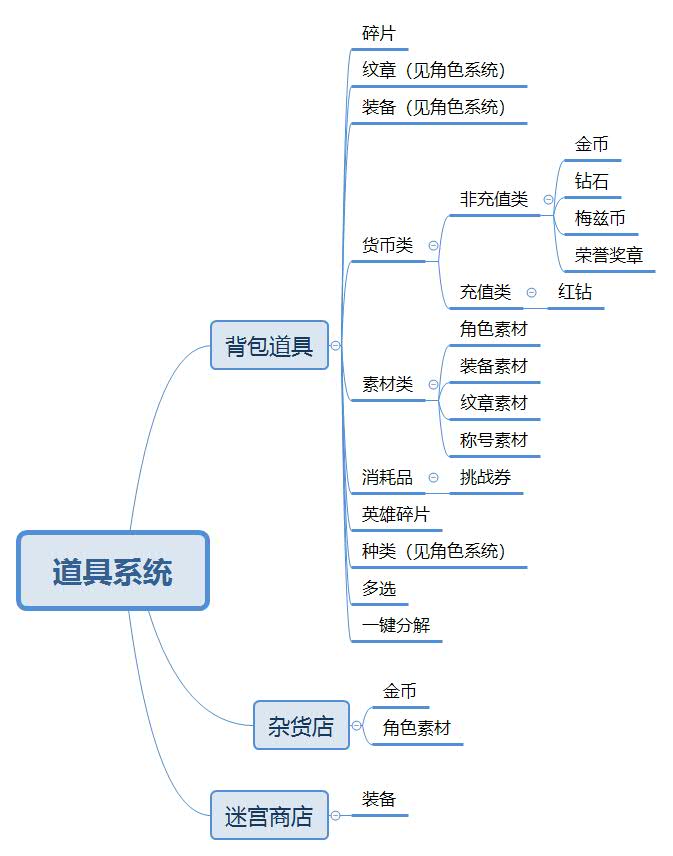 碎片
纹章（见角色系统）
装备（见角色系统）
金币
钻石
非充值类
梅兹币
货币类
荣誉奖章
充值类
红钻
角色素材
背包道具
装备素材
素材类
纹章素材
称号素材
消耗品
挑战券
英雄碎片
种类（见角色系统）
道具系统
多选
一键分解
金币
杂货店
角色素材
装备
迷宫商店